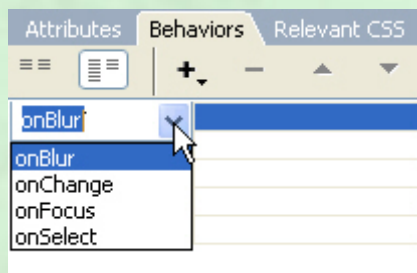 Attributes Behaviors Relevant CSS
onBlur
onBlur
onChange
onFocus
onSelect